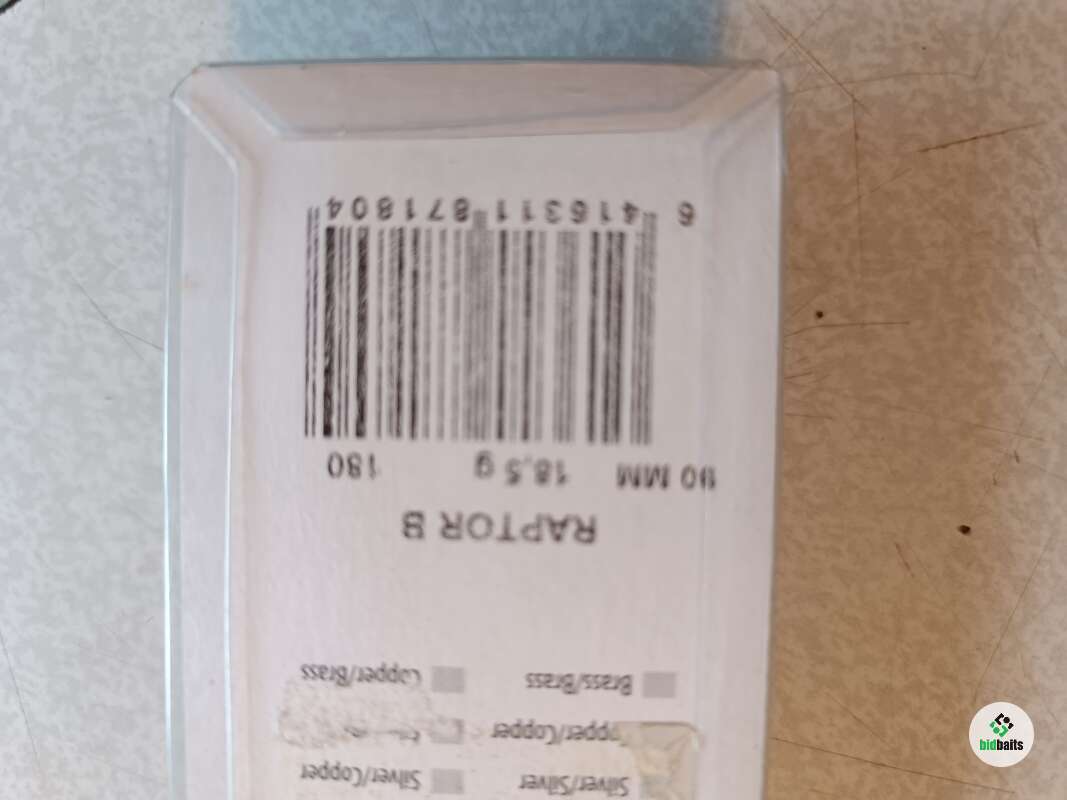 Silver/Silver Silver/Copper
Copper/Copper
Brass/Brass Copper/Brass
RAPTOR B
90 MM 18,5 g 180
6 416311 871804
bidbaits